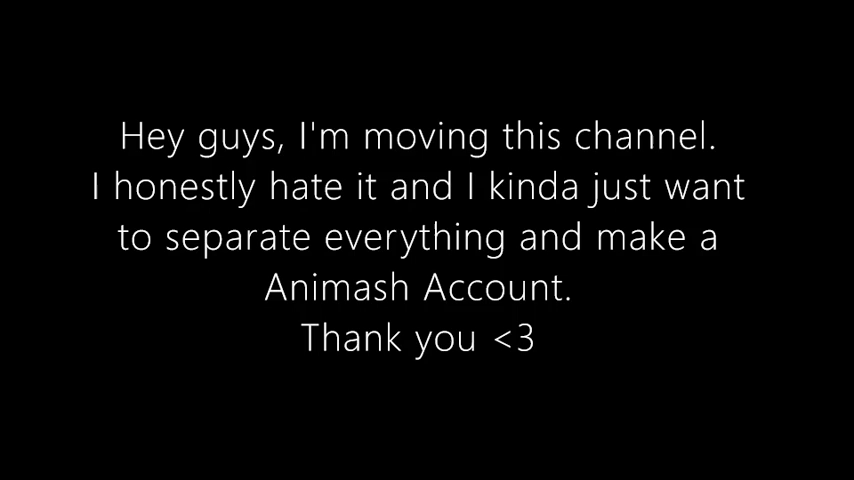 Hey guys, I'm moving this channel.
I honestly hate it and I kinda just want
to separate everything and make a
Animash Account.
Thank you <3